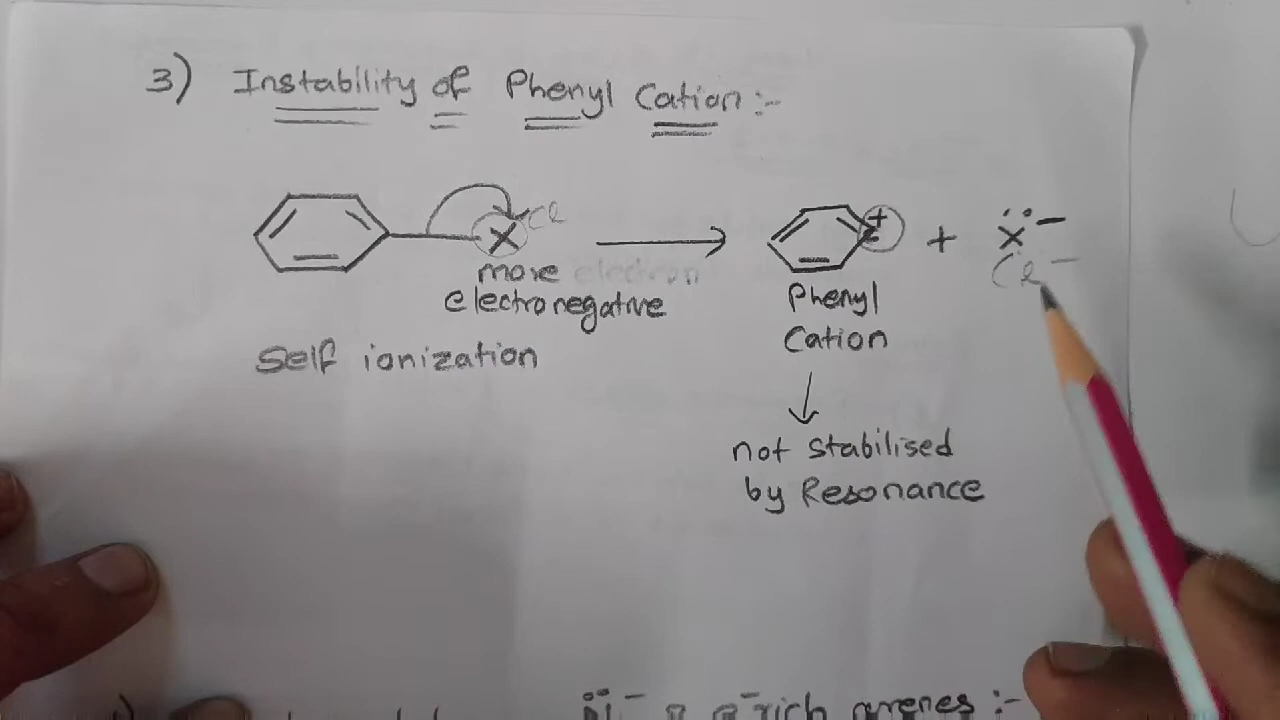 3) Instability of Phenyl Cation :-
X Cl
+
+ X −
Cl −
more electron
electronegative
Phenyl
Cation
Self ionization
not stabilised
by Resonance
rich arenes :-